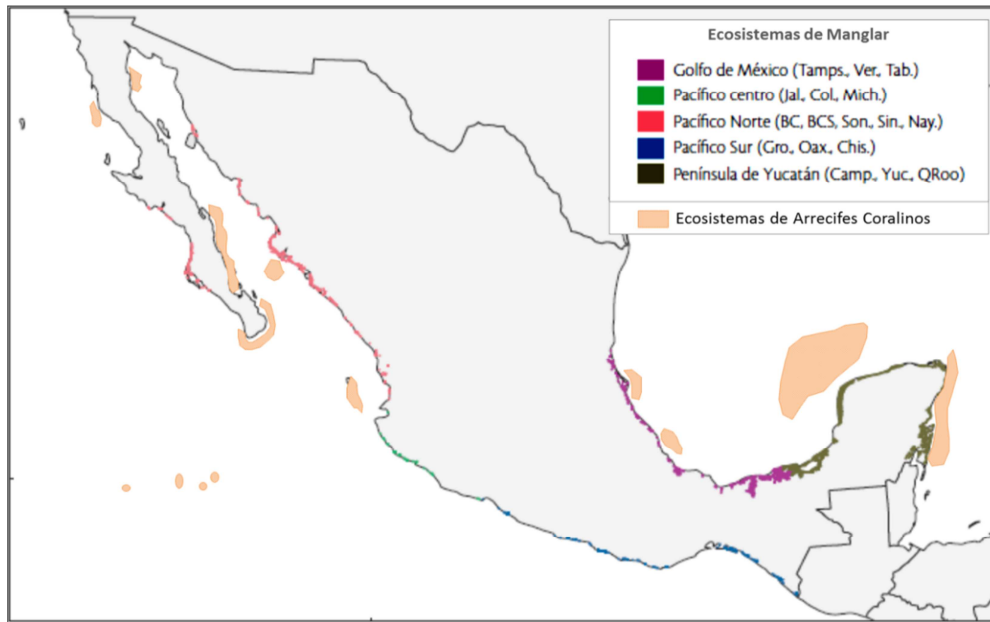 Ecosistemas de Manglar
Golfo de México (Tamps., Ver., Tab.)
Pacífico centro (Jal., Col., Mich.)
Pacífico Norte (BC, BCS, Son., Sin., Nay.)
Pacífico Sur (Gro., Oax., Chis.)
Península de Yucatán (Camp., Yuc., QRoo)
Ecosistemas de Arrecifes Coralinos